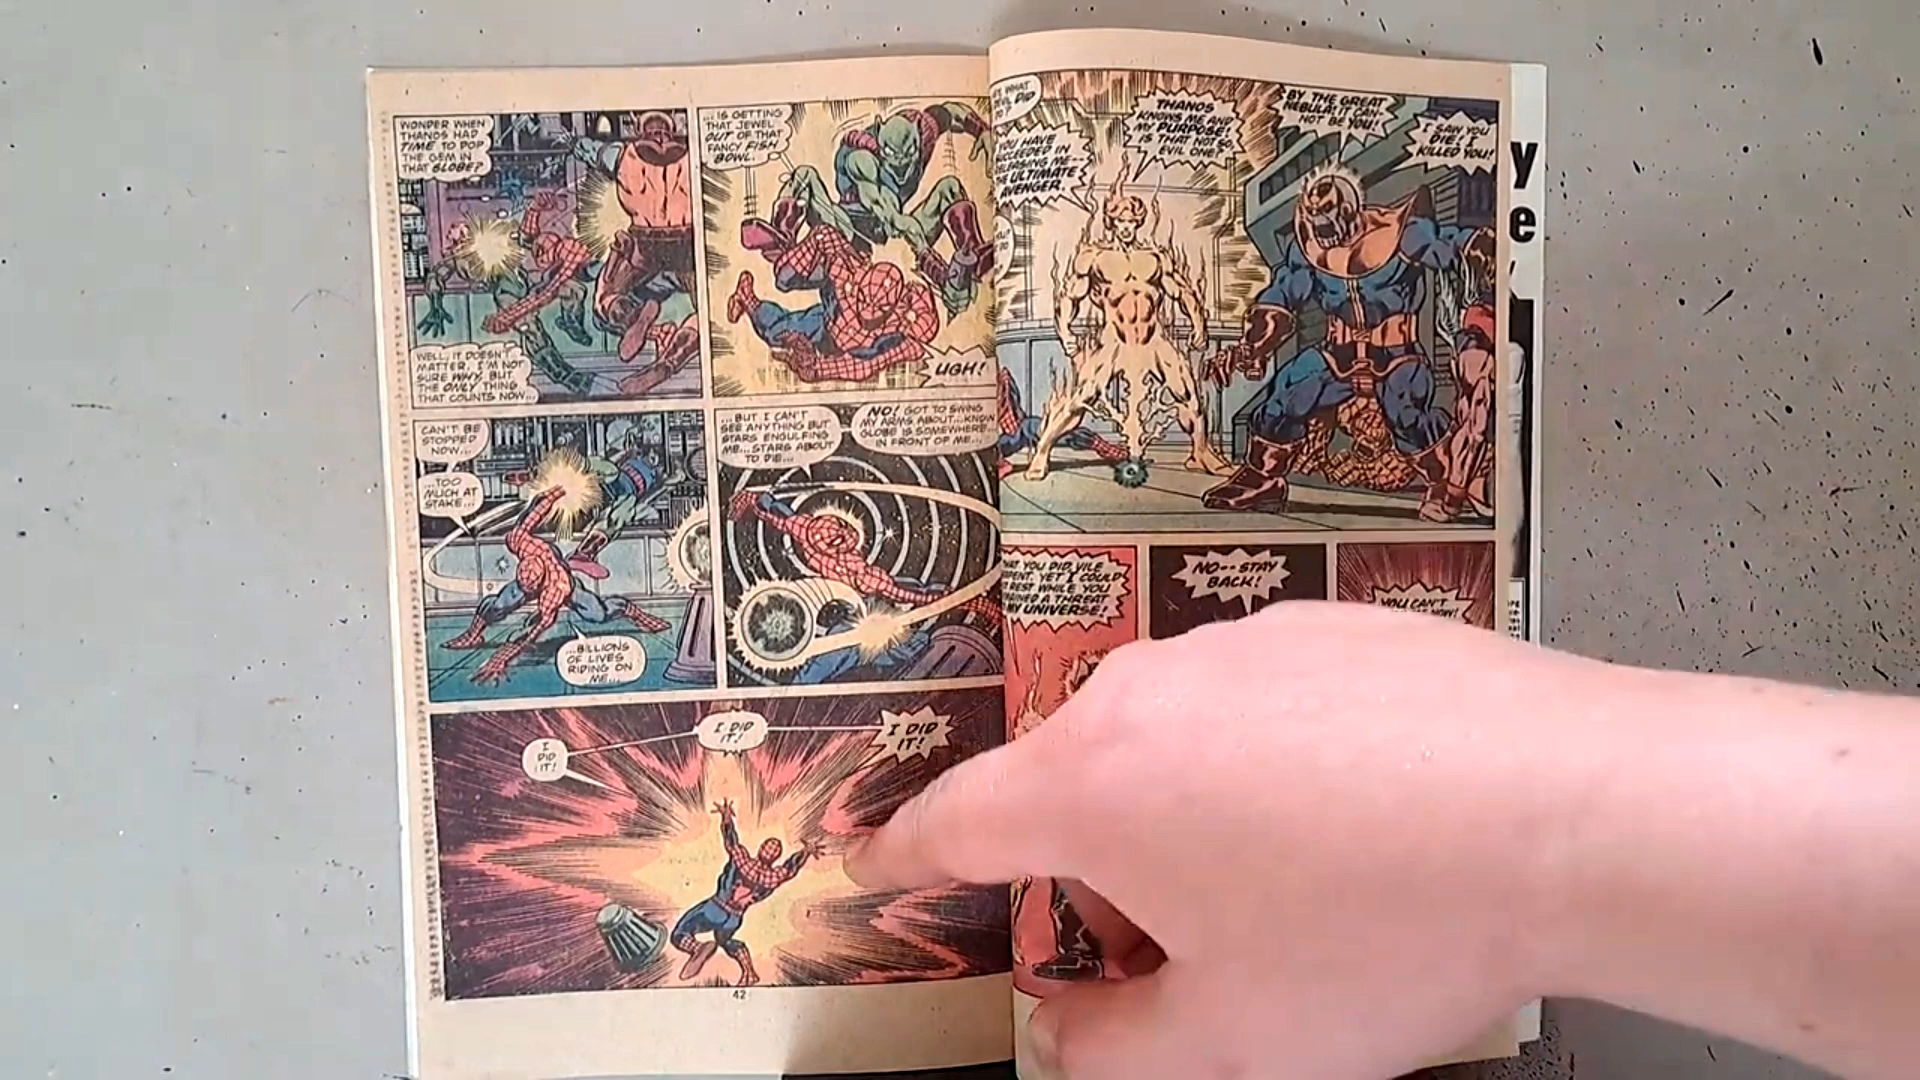 WONDER WHEN
THANOS HAD
TIME TO POP
THE GEM IN
THAT GLOBE?
WELL, IT DOESN'T
MATTER. I'M NOT
SURE WHY, BUT
THE ONLY THING
THAT COUNTS NOW...
...IS GETTING
THAT JEWEL
OUT OF THAT
FANCY FISH
BOWL.
UGH!
CAN'T BE
STOPPED
NOW...
...TOO
MUCH AT
STAKE...
...BILLIONS
OF LIVES
RIDING ON
ME...
...BUT I CAN'T
SEE ANYTHING BUT
STARS ENGULFING
ME...STARS ABOUT
TO DIE...
NO! GOT TO SWING
MY ARMS ABOUT...KNOW
GLOBE IS SOMEWHERE...
IN FRONT OF ME...
I
DID
IT!
I DID
IT!
I DID
IT!
42
WHAT
DID
YOU HAVE
SUCCEEDED IN
RELEASING ME--
THE ULTIMATE
AVENGER.
THANOS
KNOWS ME AND
MY PURPOSE!
IS THAT NOT SO,
EVIL ONE?
BY THE GREAT
NEBULA! IT CAN-
NOT BE YOU!
I SAW YOU
DIE! I
KILLED YOU!
YOU DID, VILE
YET I COULD
REST WHILE YOU
A THREAT
MY UNIVERSE!
NO--STAY
BACK!
YOU CAN'T
y
e